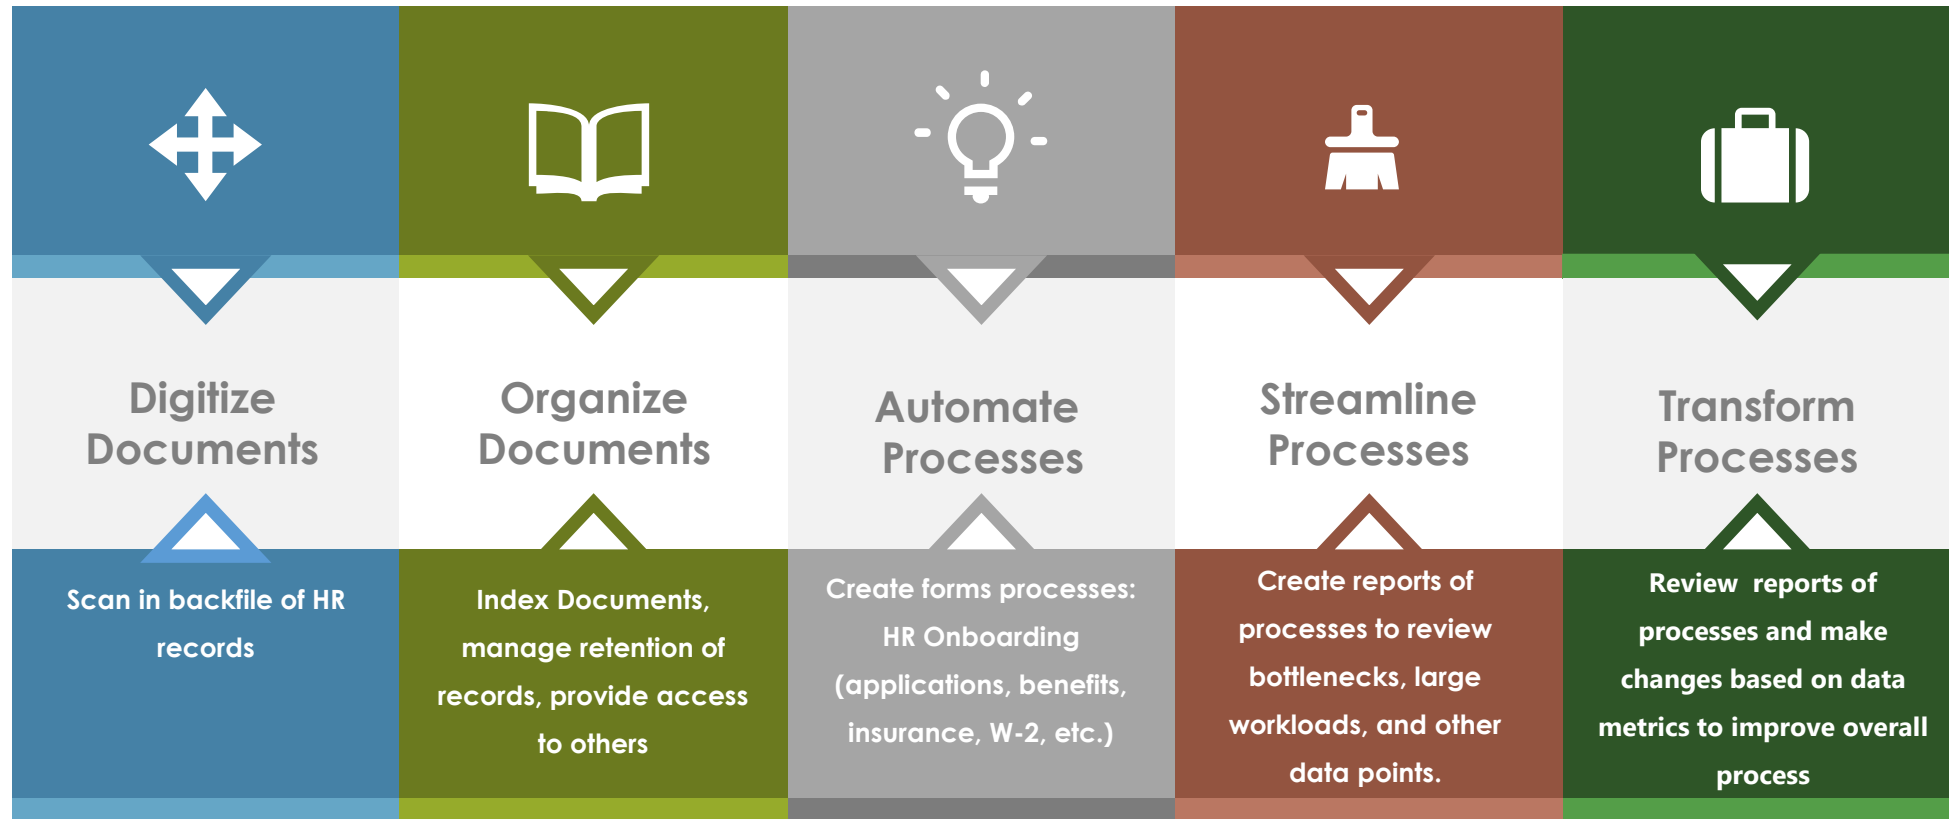 Digitize
Documents
Organize
Documents
Automate
Processes
Streamline
Processes
Transform
Processes
Scan in backfile of HR
records
Index Documents,
manage retention of
records, provide access
to others
Create forms processes:
HR Onboarding
(applications, benefits,
insurance, W-2, etc.)
Create reports of
processes to review
bottlenecks, large
workloads, and other
data points.
Review reports of
processes and make
changes based on data
metrics to improve overall
process